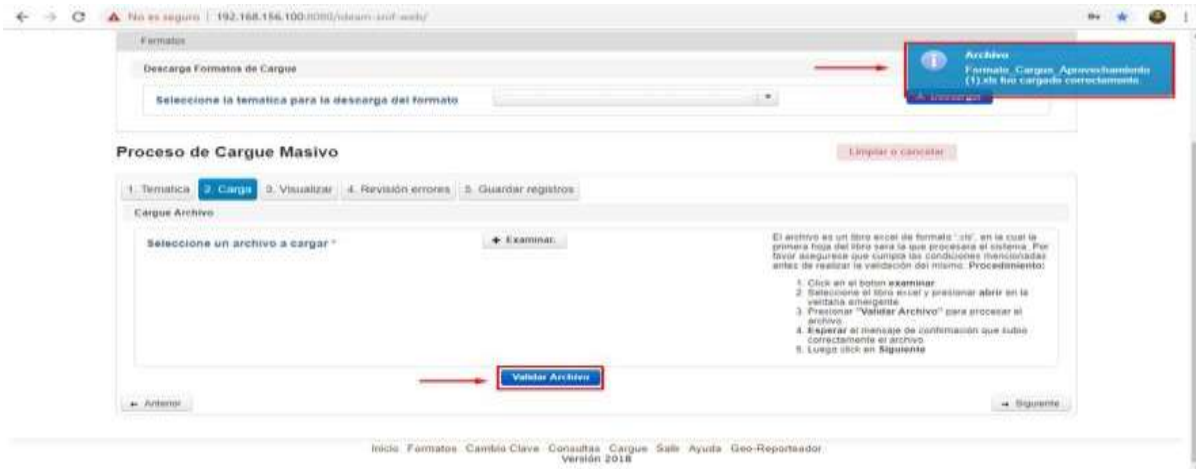 No es seguro | 192.168.156.100:8080/ideam-snif-web/
Formatos
Archivo
Formato_Cargue_Aprovechamiento
(1).xls fue cargado correctamente.
Descarga Formatos de Cargue
Seleccione la tematica para la descarga del formato
Descargar
Proceso de Cargue Masivo
Limpiar o cancelar
1. Tematica 2. Carga 3. Visualizar 4. Revisión errores 5. Guardar registros
Cargue Archivo
Seleccione un archivo a cargar *
+ Examinar.
El archivo es un libro excel de formato '.xls', en la cual la
primera hoja del libro sera la que procesara el sistema. Por
favor asegurese que cumpla las condiciones mencionadas
antes de realizar la validación del mismo. Procedimiento:
1. Click en el boton examinar
2. Seleccione el libro excel y presionar abrir en la
ventana emergente
3. Presionar "Validar Archivo" para procesar el
archivo.
4. Esperar el mensaje de confirmación que subio
correctamente el archivo
5. Luego click en Siguiente
Validar Archivo
← Anterior
→ Siguiente
Inicio Formatos Cambio Clave Consultas Cargue Salir Ayuda Geo-Reporteador
Versión 2018